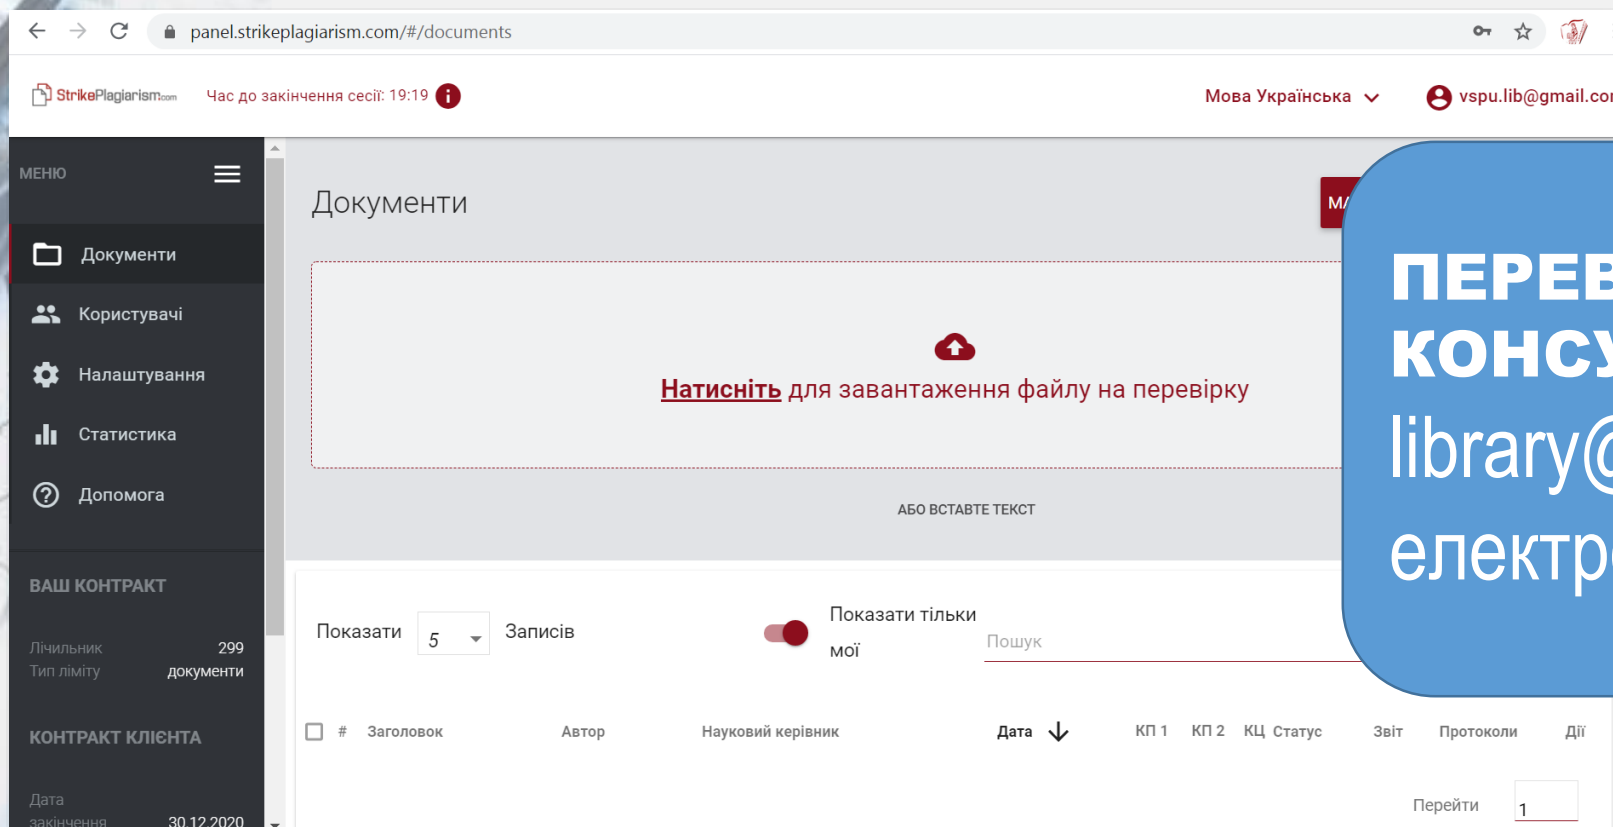 panel.strikeplagiarism.com/#/documents
StrikePlagiarism.com Час до закінчення сесії: 19:19 Мова Українська vspu.lib@gmail.co
МЕНЮ
Документи
Користувачі
Налаштування
Статистика
Допомога
ВАШ КОНТРАКТ
Лічильник 299
Тип ліміту документи
КОНТРАКТ КЛІЄНТА
Дата
закінчення 30.12.2020
Документи
Натисніть для завантаження файлу на перевірку
АБО ВСТАВТЕ ТЕКСТ
Показати 5 Записів Показати тільки
мої Пошук
# Заголовок Автор Науковий керівник Дата КП 1 КП 2 КЦ Статус Звіт Протоколи Дії
Перейти 1
library@